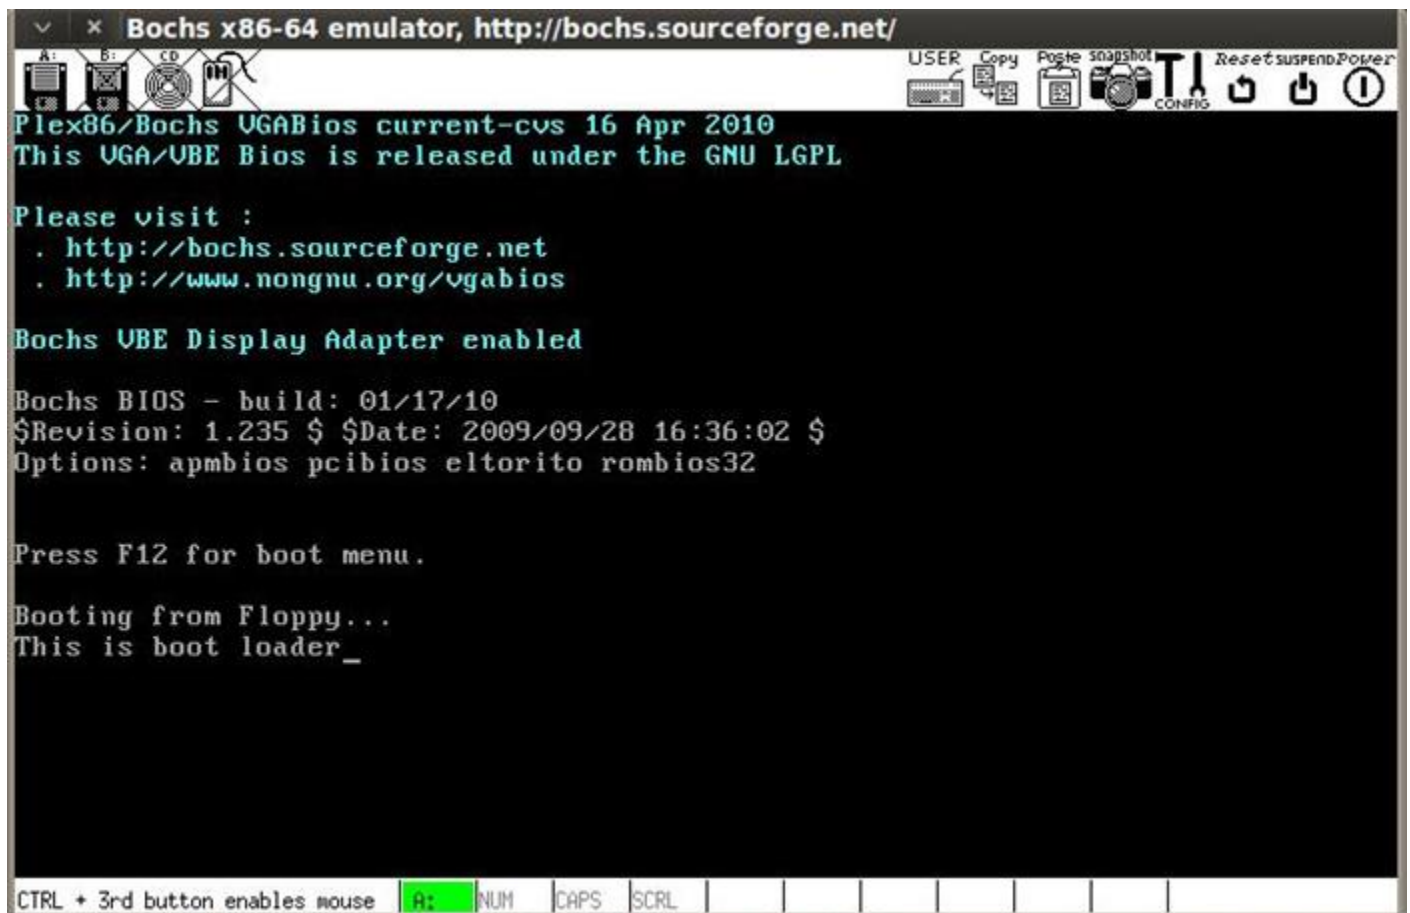 Bochs x86-64 emulator, http://bochs.sourceforge.net/
A: B: CD USER Copy Paste snapshot CONFIG Reset SUSPEND Power
Plex86/Bochs VGABios current-cvs 16 Apr 2010
This VGA/VBE Bios is released under the GNU LGPL
Please visit :
. http://bochs.sourceforge.net
. http://www.nongnu.org/vgabios
Bochs VBE Display Adapter enabled
Bochs BIOS - build: 01/17/10
$Revision: 1.235 $ $Date: 2009/09/28 16:36:02 $
Options: apmbios pcibios eltorito rombios32
Press F12 for boot menu.
Booting from Floppy...
This is boot loader_
CTRL + 3rd button enables mouse A: NUM CAPS SCRL